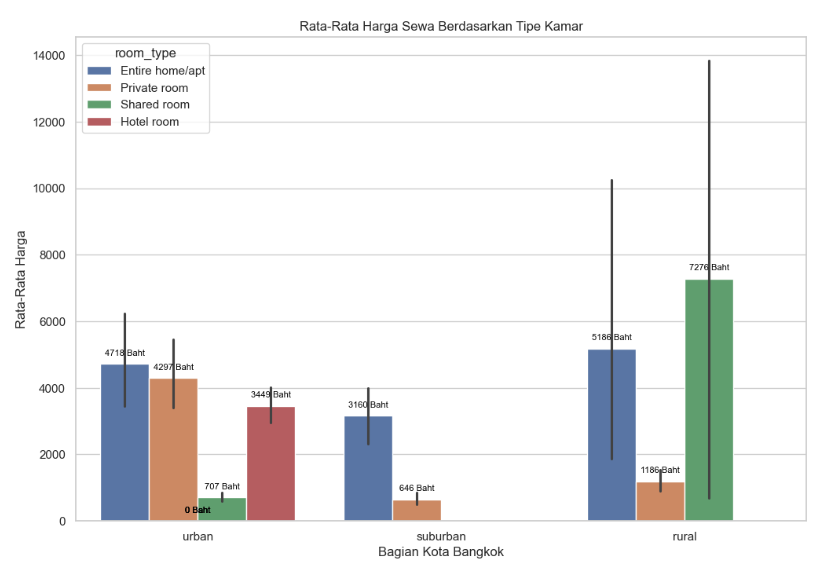 Rata-Rata Harga Sewa Berdasarkan Tipe Kamar
room_type
Entire home/apt
Private room
Shared room
Hotel room
14000
12000
10000
8000
6000
4000
2000
0
Rata-Rata Harga
4718 Baht
4297 Baht
707 Baht
0 Baht
3449 Baht
3160 Baht
646 Baht
5186 Baht
1186 Baht
7276 Baht
urban
suburban
rural
Bagian Kota Bangkok